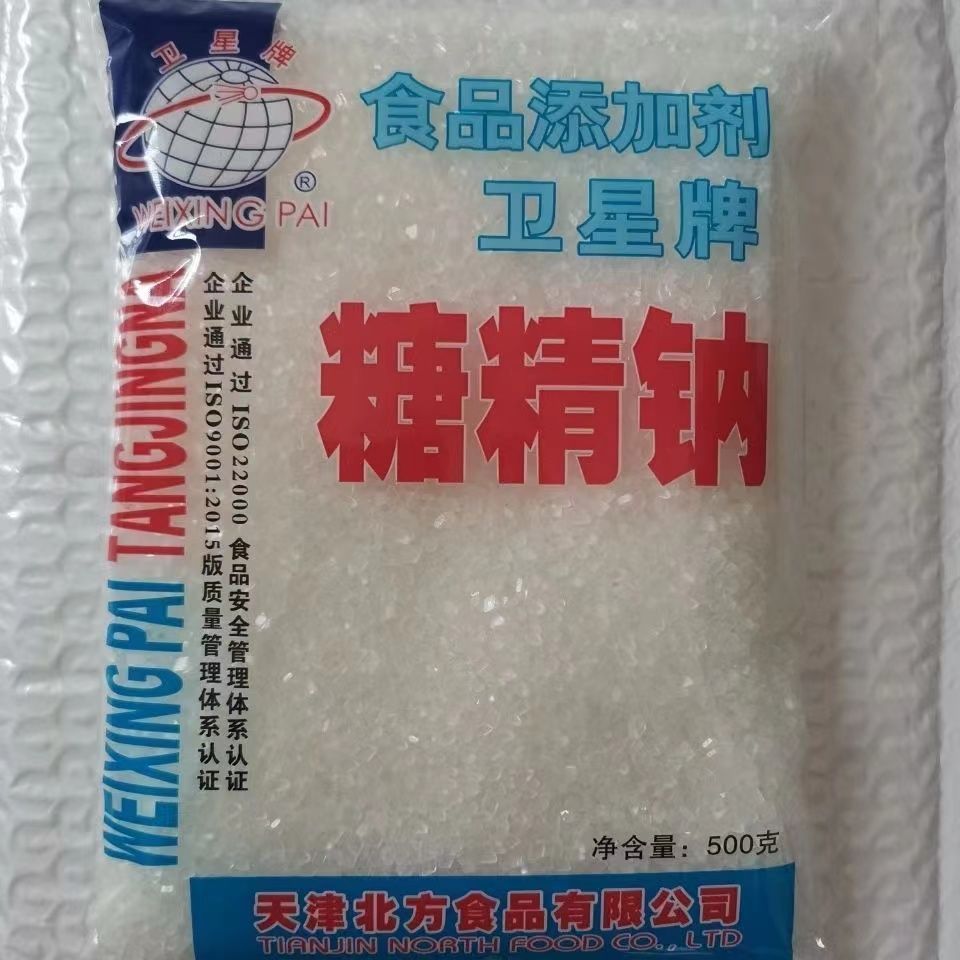 卫星牌
WEIXING PAI
®
食品添加剂
卫星牌
糖精钠
WEIXING PAI TANGJINGNA
企业通过ISO22000食品安全管理体系认证
企业通过ISO9001:2015版质量管理体系认证
净含量：500克
天津北方食品有限公司
TIANJIN NORTH FOOD CO., LTD